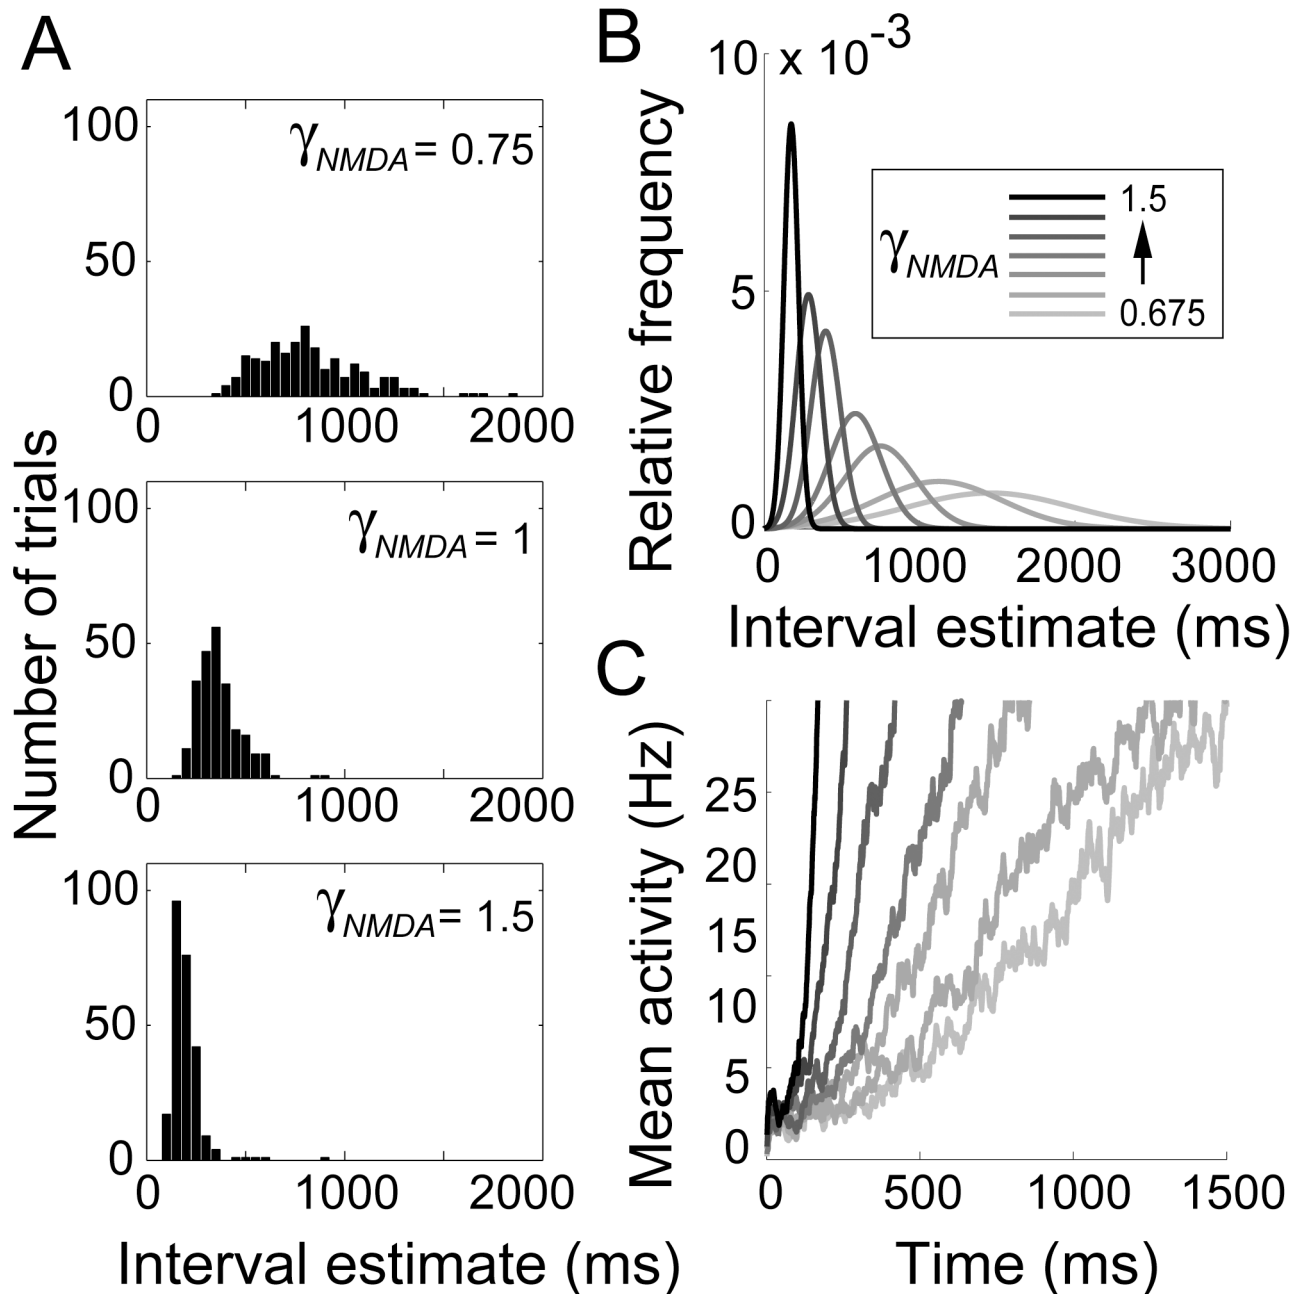 A
Number of trials
100
50
0
γNMDA = 0.75
0 1000 2000
100
50
0
γNMDA = 1
0 1000 2000
100
50
0
γNMDA = 1.5
0 1000 2000
Interval estimate (ms)
B
10 x 10-3
5
0
Relative frequency
γNMDA
1.5
0.675
0 1000 2000 3000
Interval estimate (ms)
C
Mean activity (Hz)
25
20
15
10
5
0
0 500 1000 1500
Time (ms)